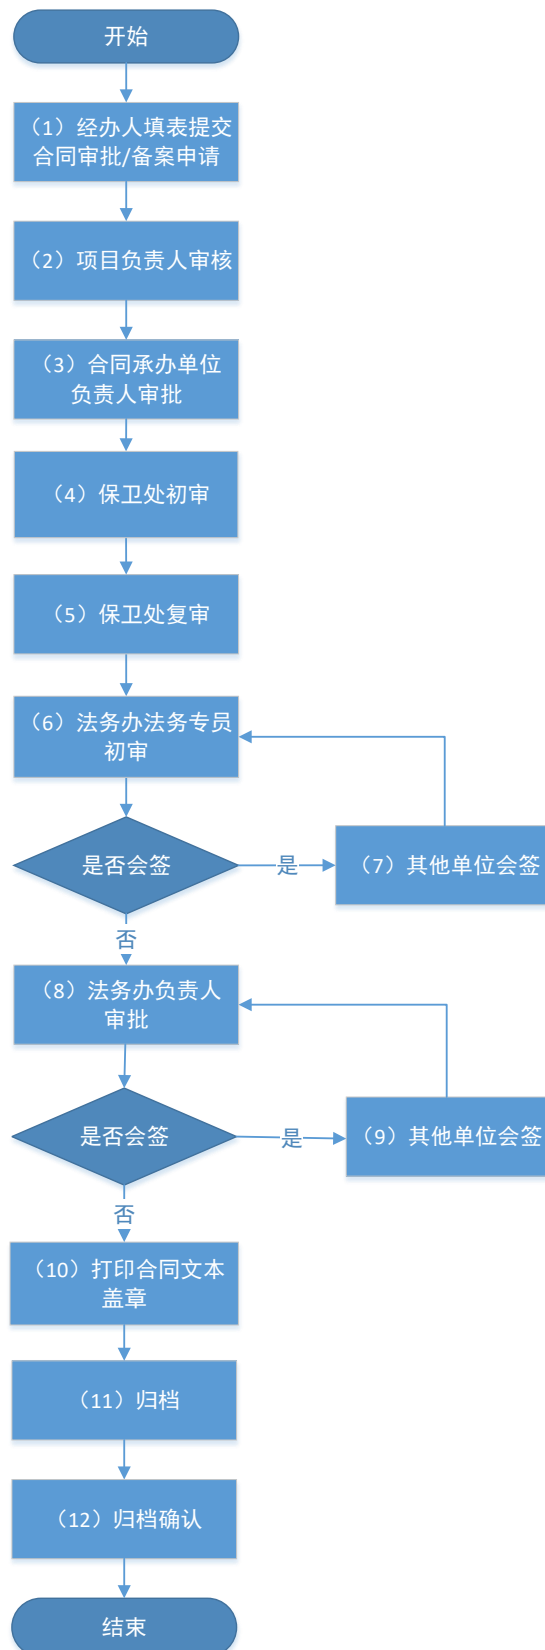 开始
（1）经办人填表提交
合同审批/备案申请
（2）项目负责人审核
（3）合同承办单位
负责人审批
（4）保卫处初审
（5）保卫处复审
（6）法务办法务专员
初审
是否会签
是
（7）其他单位会签
否
（8）法务办负责人
审批
是否会签
是
（9）其他单位会签
否
（10）打印合同文本
盖章
（11）归档
（12）归档确认
结束